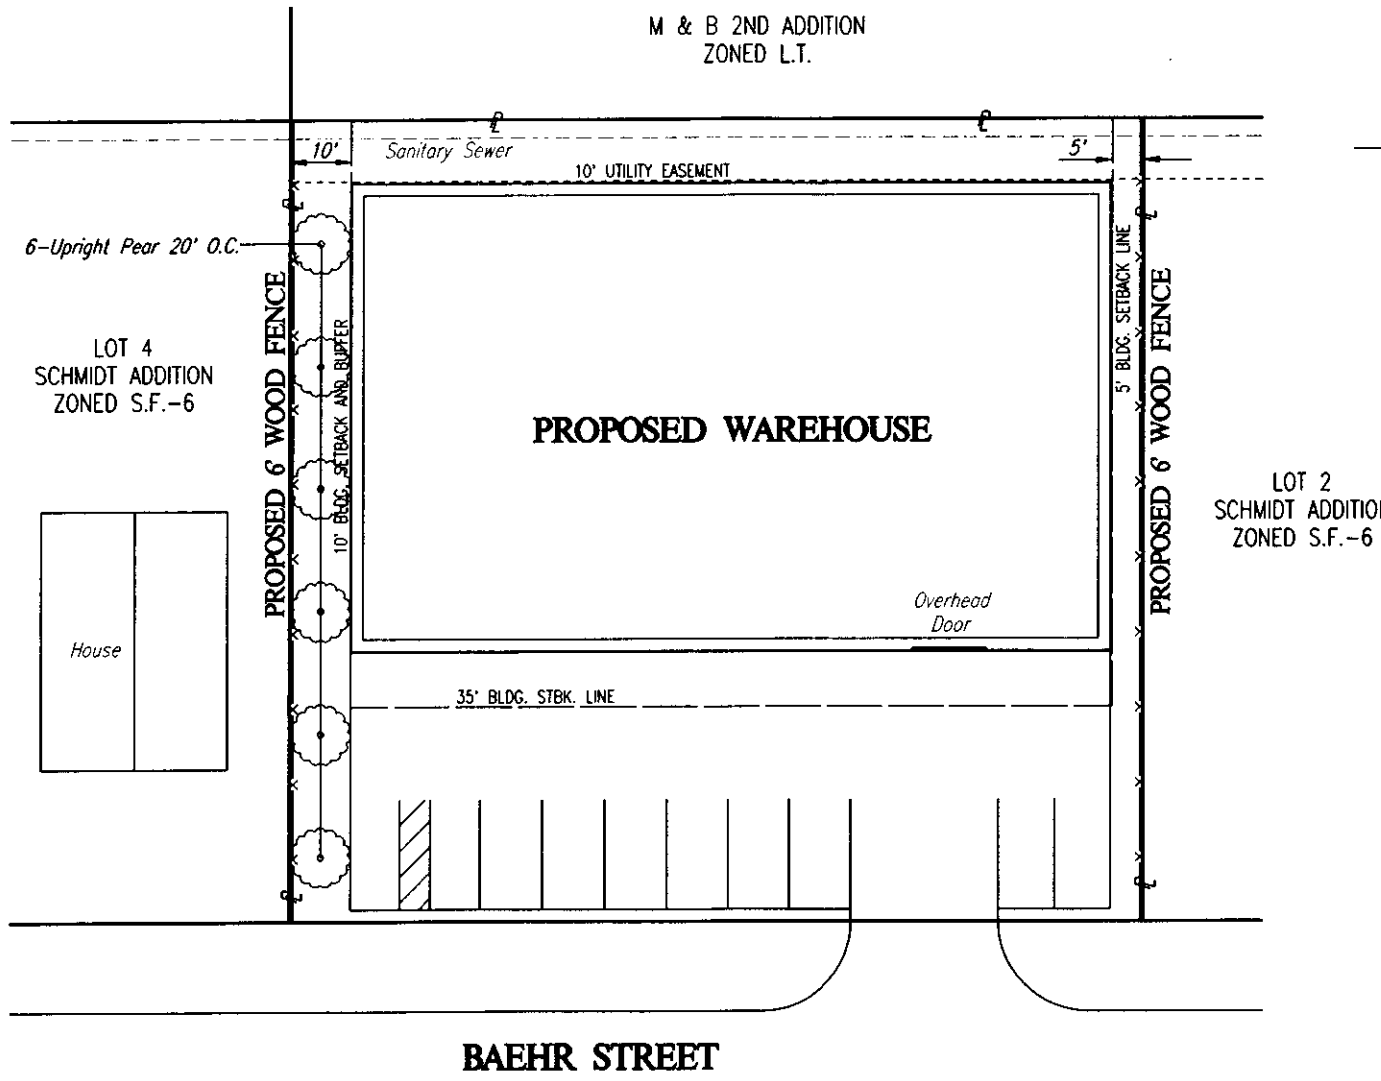 M & B 2ND ADDITION
ZONED L.T.
10'
Sanitary Sewer
5'
10' UTILITY EASEMENT
6-Upright Pear 20' O.C.
PROPOSED 6' WOOD FENCE
10' BLDG. SETBACK AND BUFFER
5' BLDG. SETBACK LINE
PROPOSED 6' WOOD FENCE
LOT 4
SCHMIDT ADDITION
ZONED S.F.-6
PROPOSED WAREHOUSE
LOT 2
SCHMIDT ADDITION
ZONED S.F.-6
Overhead
Door
House
35' BLDG. STBK. LINE
BAEHR STREET